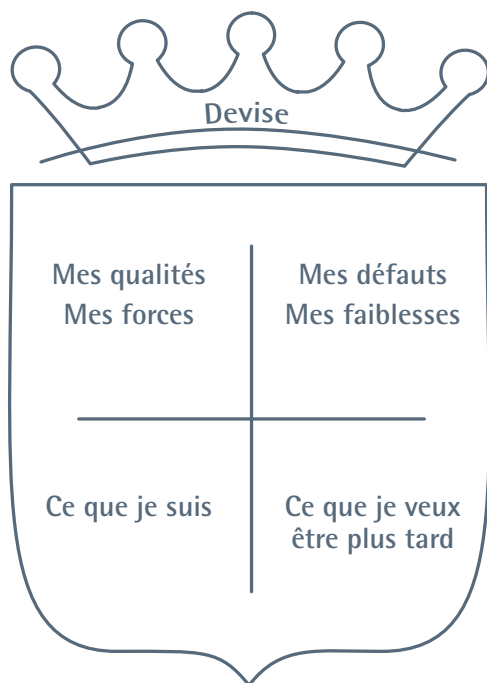 Devise
Mes qualités
Mes forces
Mes défauts
Mes faiblesses
Ce que je suis
Ce que je veux
être plus tard